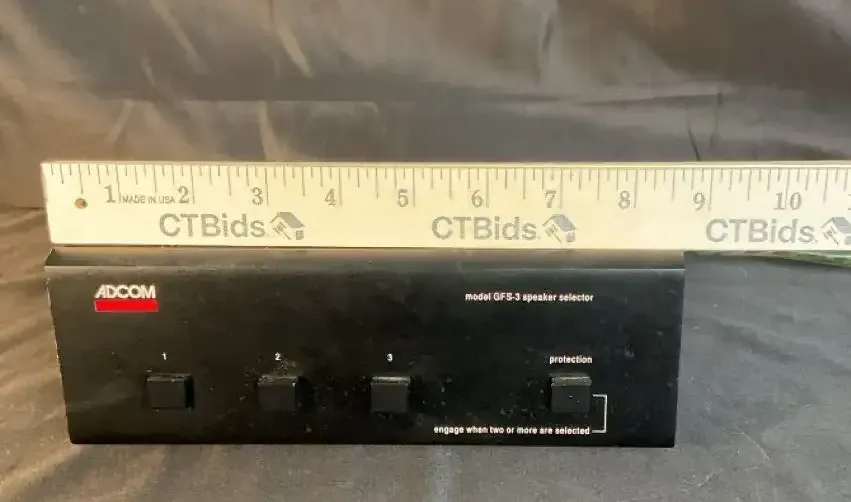 1 MADE IN USA 2 3 4 5 6 7 8 9 10
CTBids. CTBids. CTBids.
ADCOM
model GFS-3 speaker selector
1 2 3 protection
engage when two or more are selected